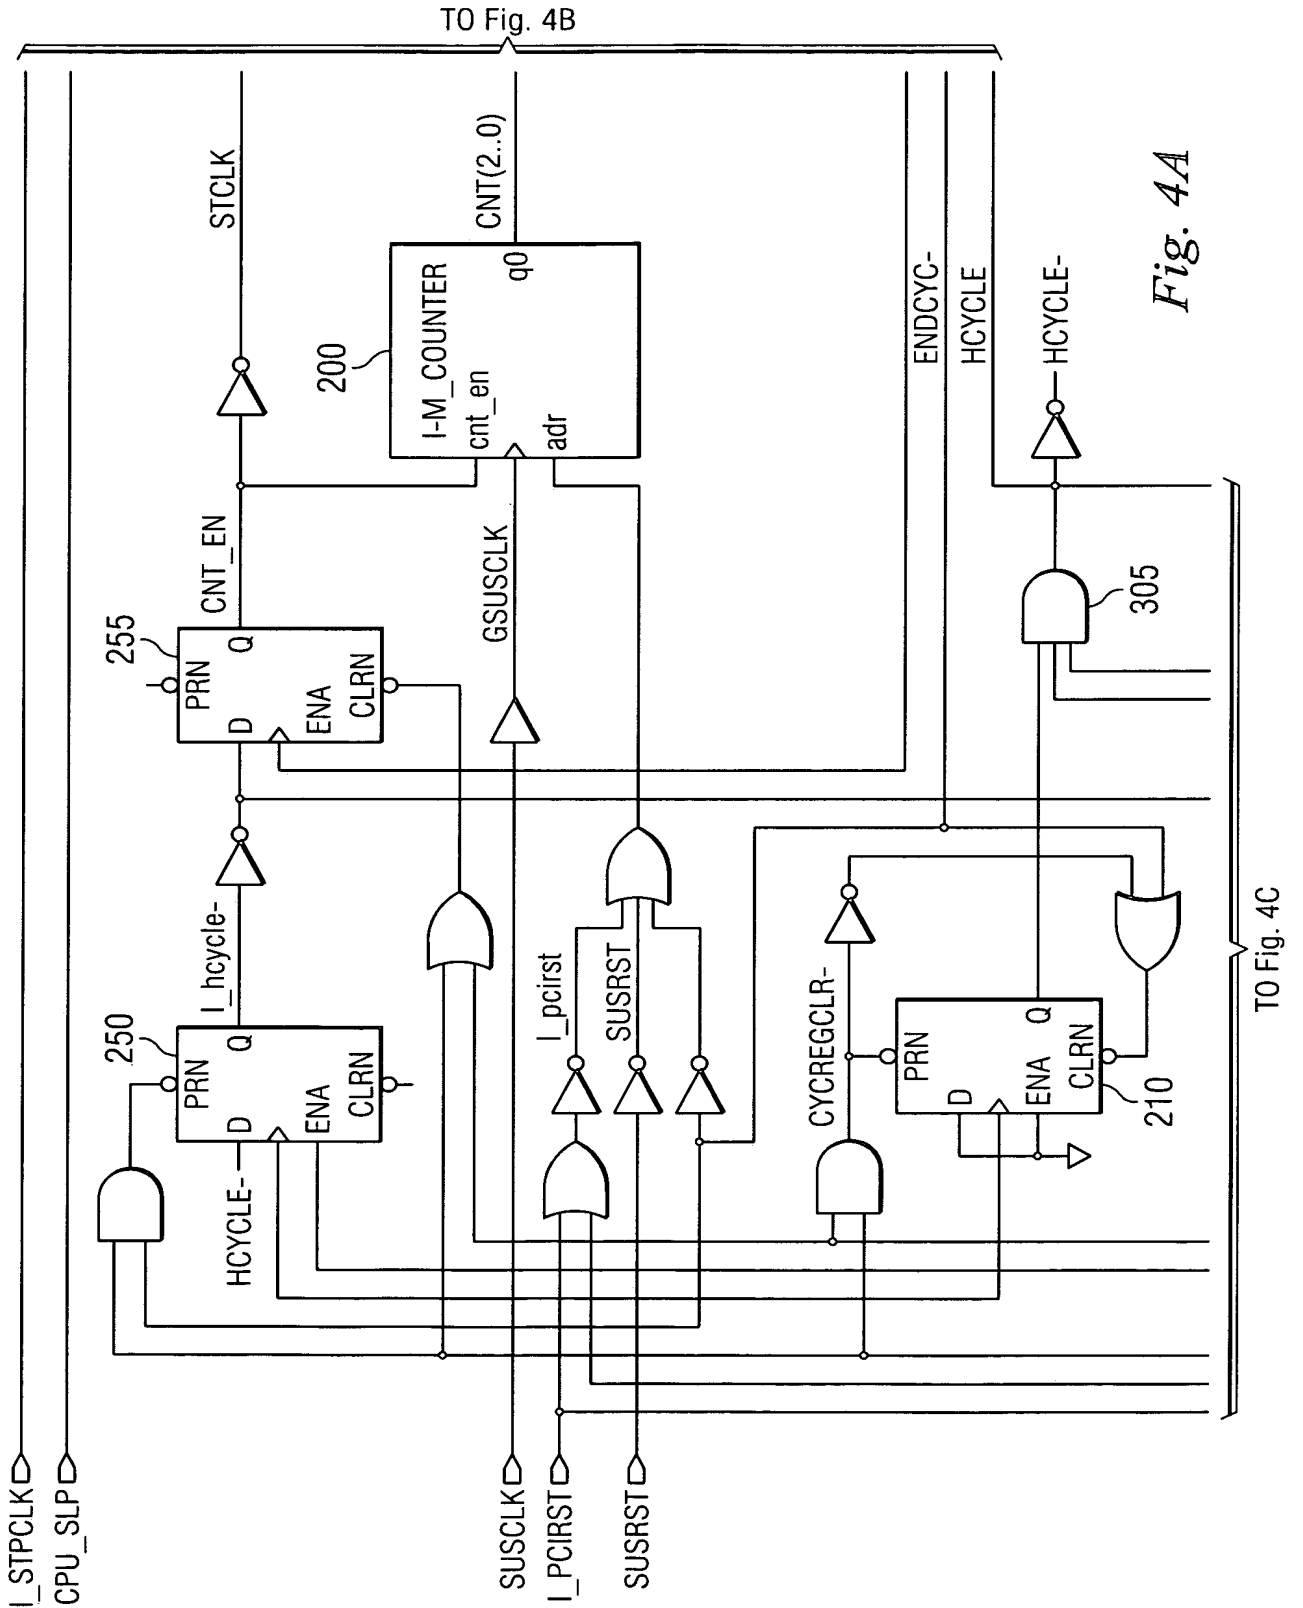 TO Fig. 4B
I_STPCLK
CPU_SLP
STCLK
CNT(2..0)
200
I-M_COUNTER
cnt_en
adr
q0
CNT_EN
255
PRN
D
Q
ENA
CLRN
GSUSCLK
I_hcycle-
250
PRN
D
Q
ENA
CLRN
HCYCLE-
I_pcirst
SUSRST
SUSCLK
I_PCIRST
SUSRST
ENDCYC-
HCYCLE
HCYCLE-
305
CYCREGCLR-
PRN
D
Q
ENA
CLRN
210
TO Fig. 4C
Fig. 4A